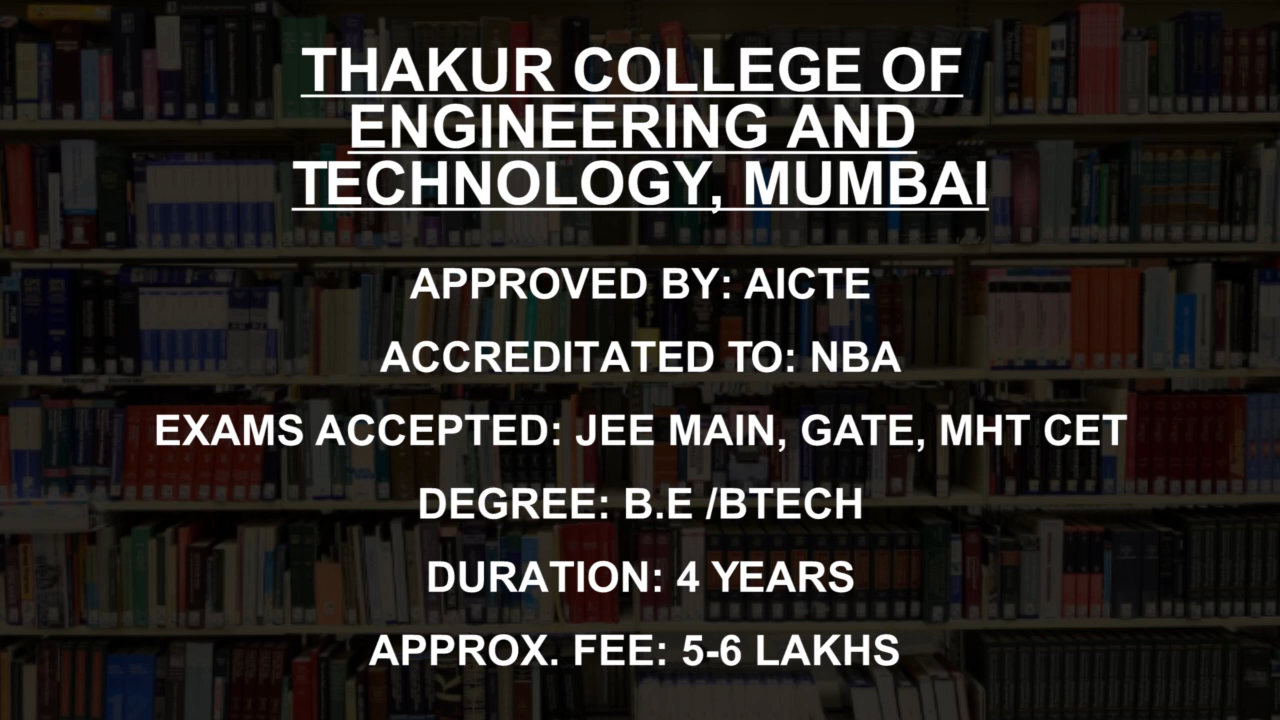 THAKUR COLLEGE OF
ENGINEERING AND
TECHNOLOGY, MUMBAI
APPROVED BY: AICTE
ACCREDITATED TO: NBA
EXAMS ACCEPTED: JEE MAIN, GATE, MHT CET
DEGREE: B.E /BTECH
DURATION: 4 YEARS
APPROX. FEE: 5-6 LAKHS